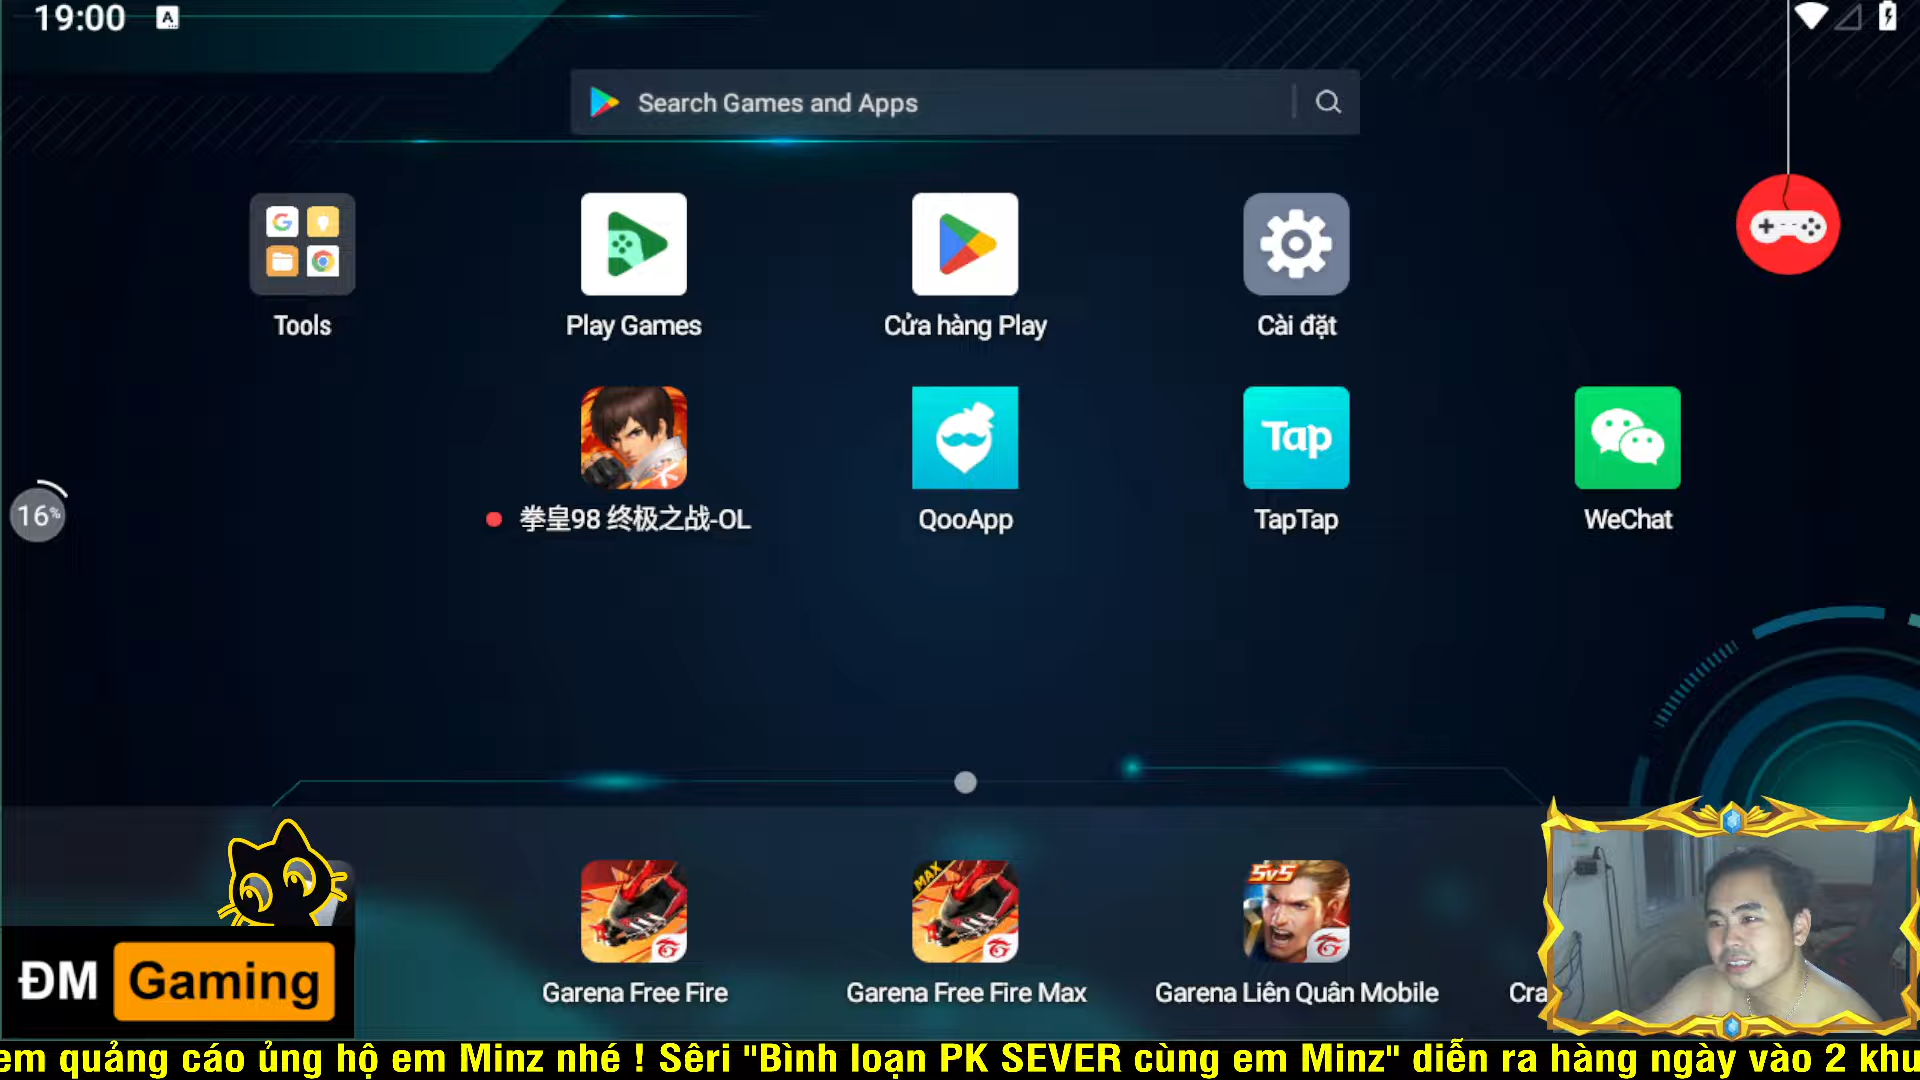 19:00
A
Search Games and Apps
Tools
Play Games
Cửa hàng Play
Cài đặt
Tap
16%
拳皇98 终极之战-OL
QooApp
TapTap
WeChat
MAX
5V5
ĐM Gaming
Garena Free Fire
Garena Free Fire Max
Garena Liên Quân Mobile
Cra
em quảng cáo ủng hộ em Minz nhé ! Sêri "Bình loạn PK SEVER cùng em Minz" diễn ra hàng ngày vào 2 khu